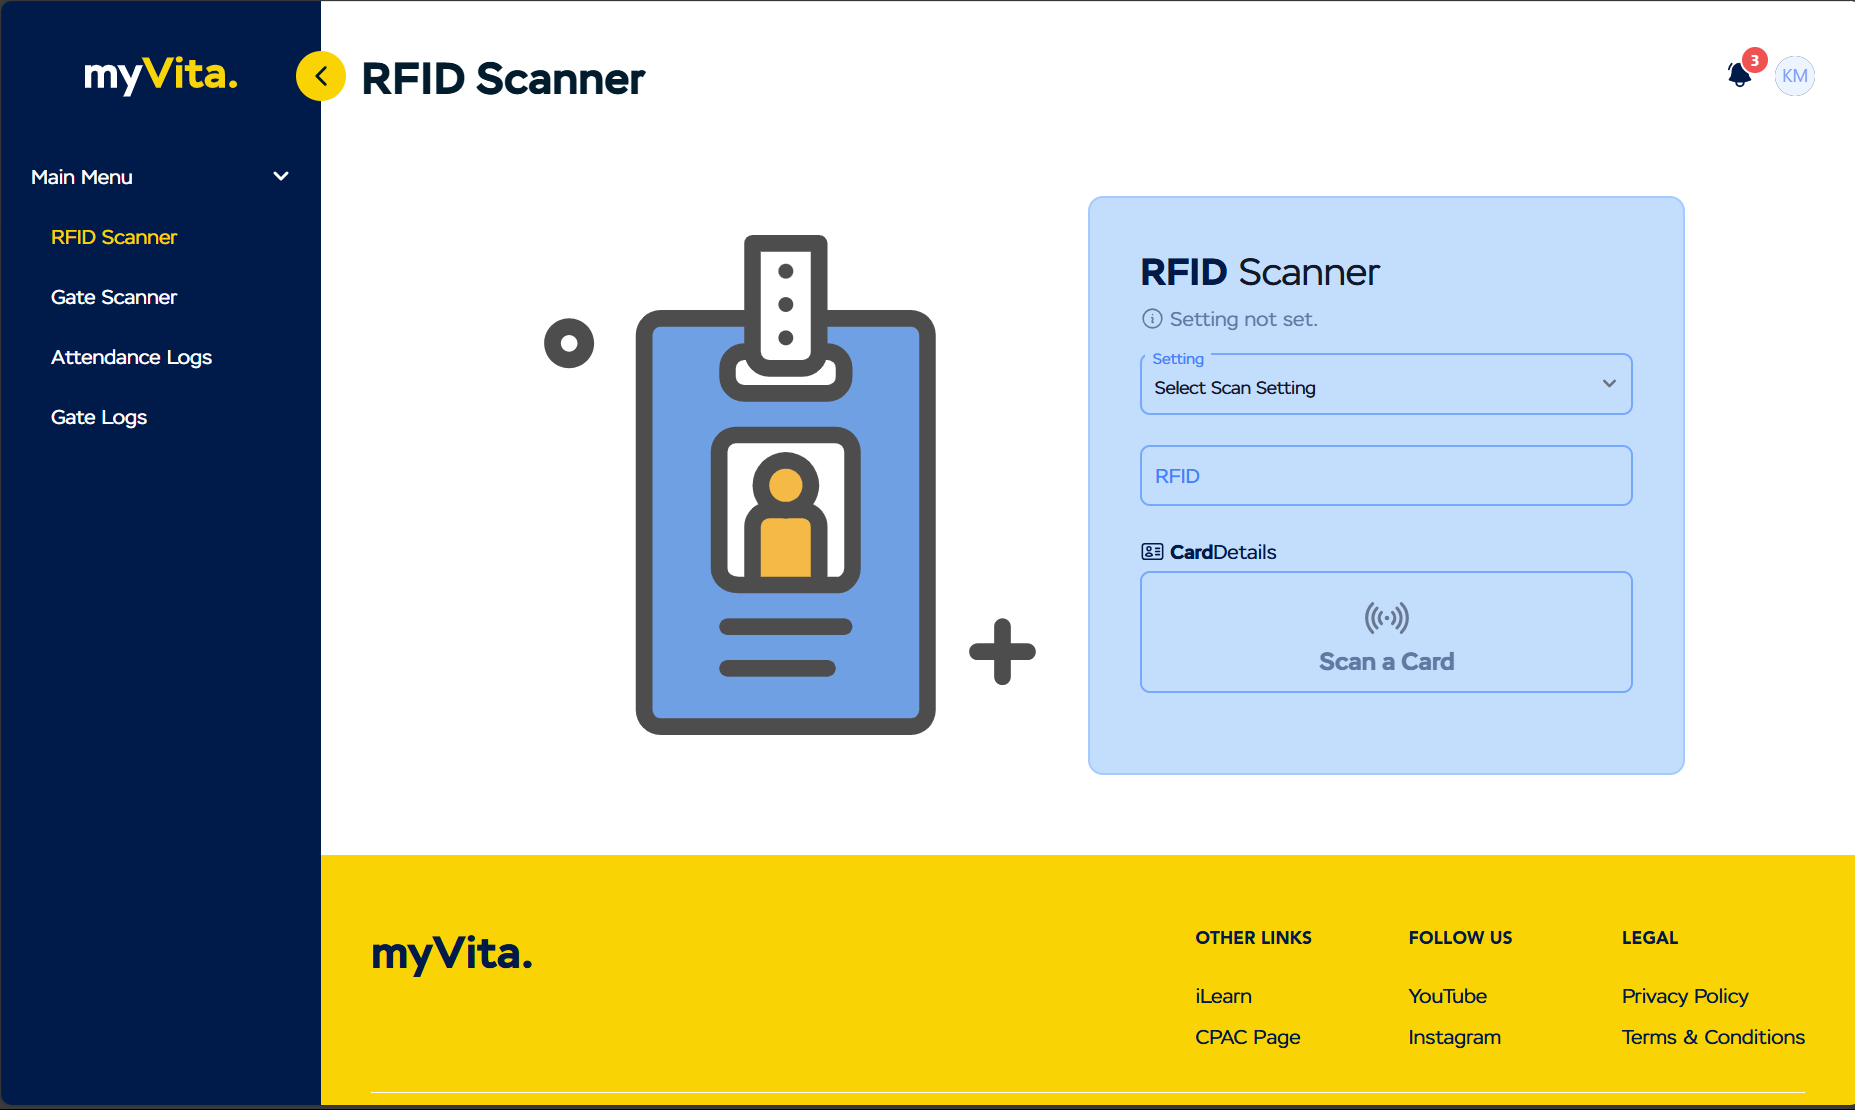 myVita.
RFID Scanner
3
KM
Main Menu
RFID Scanner
Gate Scanner
Attendance Logs
Gate Logs
RFID Scanner
Setting not set.
Setting
Select Scan Setting
RFID
CardDetails
Scan a Card
myVita.
OTHER LINKS
iLearn
CPAC Page
FOLLOW US
YouTube
Instagram
LEGAL
Privacy Policy
Terms & Conditions